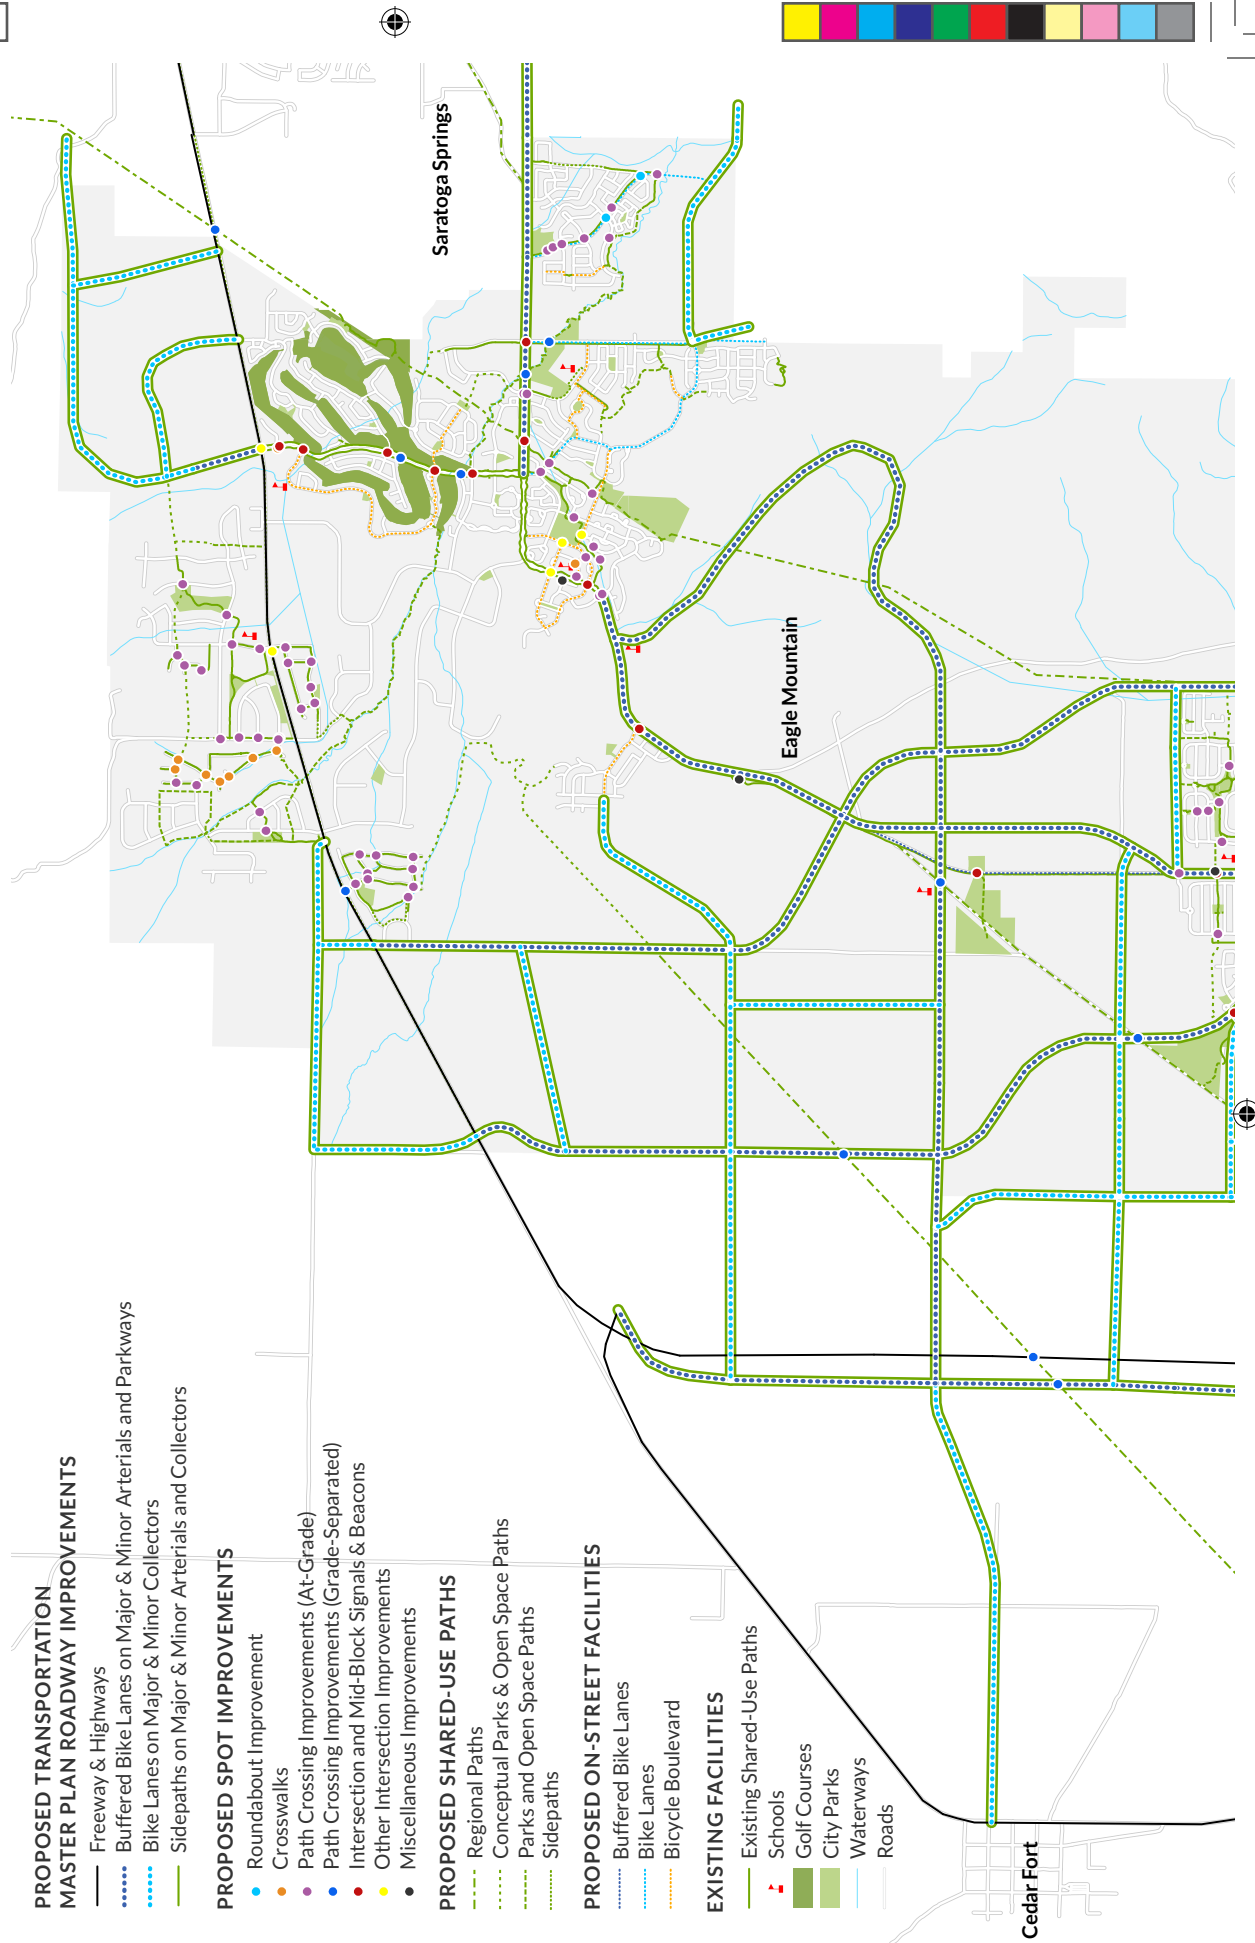 PROPOSED TRANSPORTATION
MASTER PLAN ROADWAY IMPROVEMENTS
Freeway & Highways
Buffered Bike Lanes on Major & Minor Arterials and Parkways
Bike Lanes on Major & Minor Collectors
Sidepaths on Major & Minor Arterials and Collectors
PROPOSED SPOT IMPROVEMENTS
Roundabout Improvement
Crosswalks
Path Crossing Improvements (At-Grade)
Path Crossing Improvements (Grade-Separated)
Intersection and Mid-Block Signals & Beacons
Other Intersection Improvements
Miscellaneous Improvements
PROPOSED SHARED-USE PATHS
Regional Paths
Conceptual Parks & Open Space Paths
Parks and Open Space Paths
Sidepaths
PROPOSED ON-STREET FACILITIES
Buffered Bike Lanes
Bike Lanes
Bicycle Boulevard
EXISTING FACILITIES
Existing Shared-Use Paths
Schools
Golf Courses
City Parks
Waterways
Roads
Saratoga Springs
Eagle Mountain
Cedar Fort